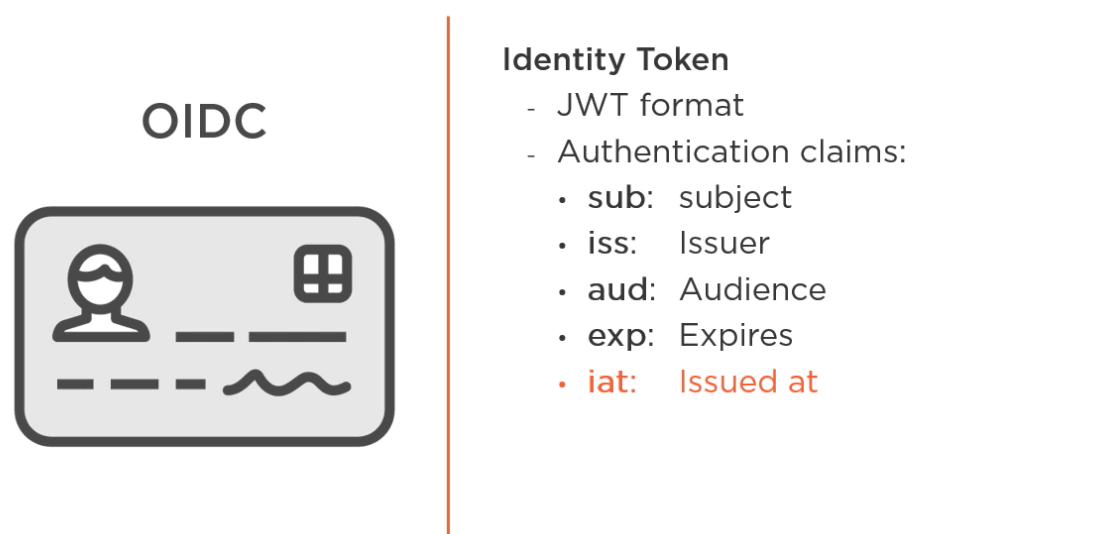 OIDC
Identity Token
- JWT format
- Authentication claims:
• sub: subject
• iss: Issuer
• aud: Audience
• exp: Expires
• iat: Issued at